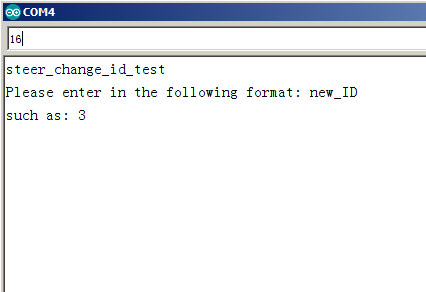 COM4
16
steer_change_id_test
Please enter in the following format: new_ID
such as: 3